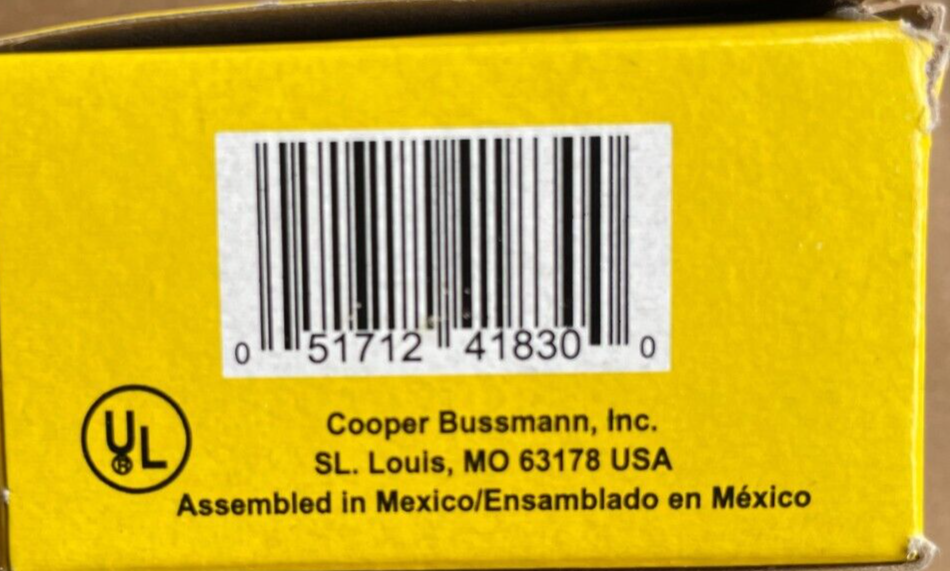 0 51712 41830 0
UL®
Cooper Bussmann, Inc.
SL. Louis, MO 63178 USA
Assembled in Mexico/Ensamblado en México